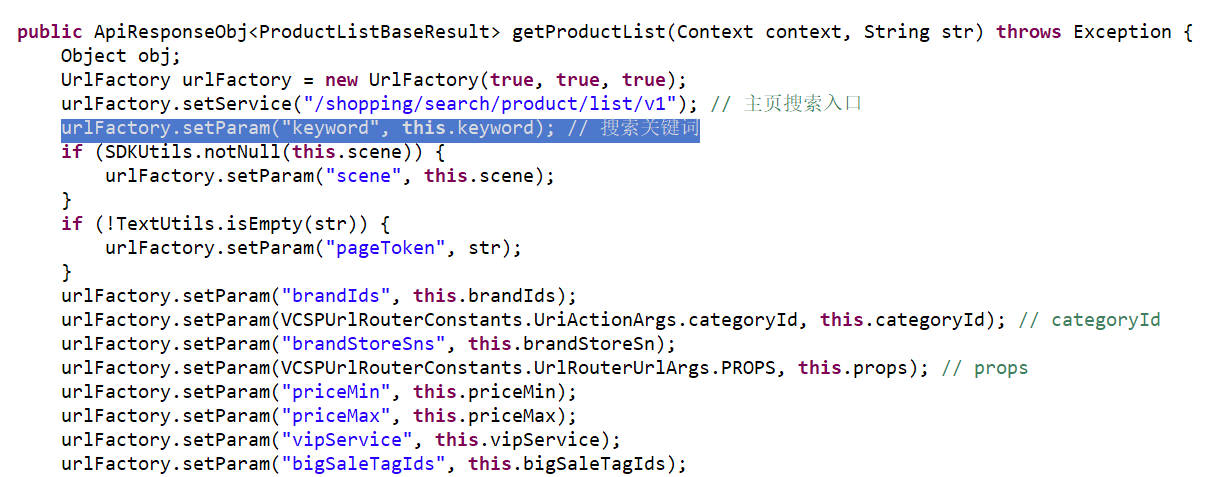 public ApiResponseObj<ProductListBaseResult> getProductList(Context context, String str) throws Exception {
    Object obj;
    UrlFactory urlFactory = new UrlFactory(true, true, true);
    urlFactory.setService("/shopping/search/product/list/v1"); // 主页搜索入口
    urlFactory.setParam("keyword", this.keyword); // 搜索关键词
    if (SDKUtils.notNull(this.scene)) {
        urlFactory.setParam("scene", this.scene);
    }
    if (!TextUtils.isEmpty(str)) {
        urlFactory.setParam("pageToken", str);
    }
    urlFactory.setParam("brandIds", this.brandIds);
    urlFactory.setParam(VCSPUrlRouterConstants.UriActionArgs.categoryId, this.categoryId); // categoryId
    urlFactory.setParam("brandStoreSns", this.brandStoreSn);
    urlFactory.setParam(VCSPUrlRouterConstants.UrlRouterUrlArgs.PROPS, this.props); // props
    urlFactory.setParam("priceMin", this.priceMin);
    urlFactory.setParam("priceMax", this.priceMax);
    urlFactory.setParam("vipService", this.vipService);
    urlFactory.setParam("bigSaleTagIds", this.bigSaleTagIds);